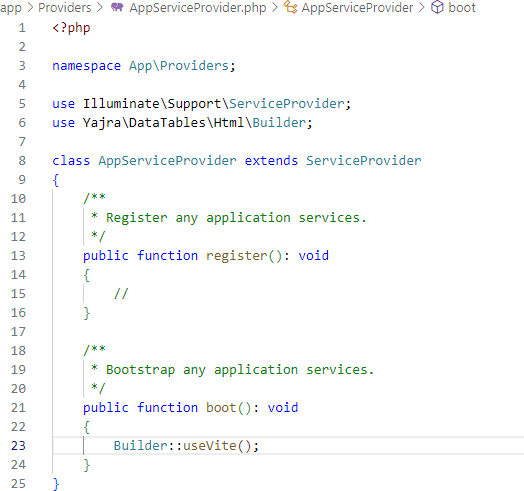 app > Providers > AppServiceProvider.php > AppServiceProvider > boot
1 <?php
2
3 namespace App\Providers;
4
5 use Illuminate\Support\ServiceProvider;
6 use Yajra\DataTables\Html\Builder;
7
8 class AppServiceProvider extends ServiceProvider
9 {
10     /**
11      * Register any application services.
12      */
13     public function register(): void
14     {
15         //
16     }
17
18     /**
19      * Bootstrap any application services.
20      */
21     public function boot(): void
22     {
23         Builder::useVite();
24     }
25 }